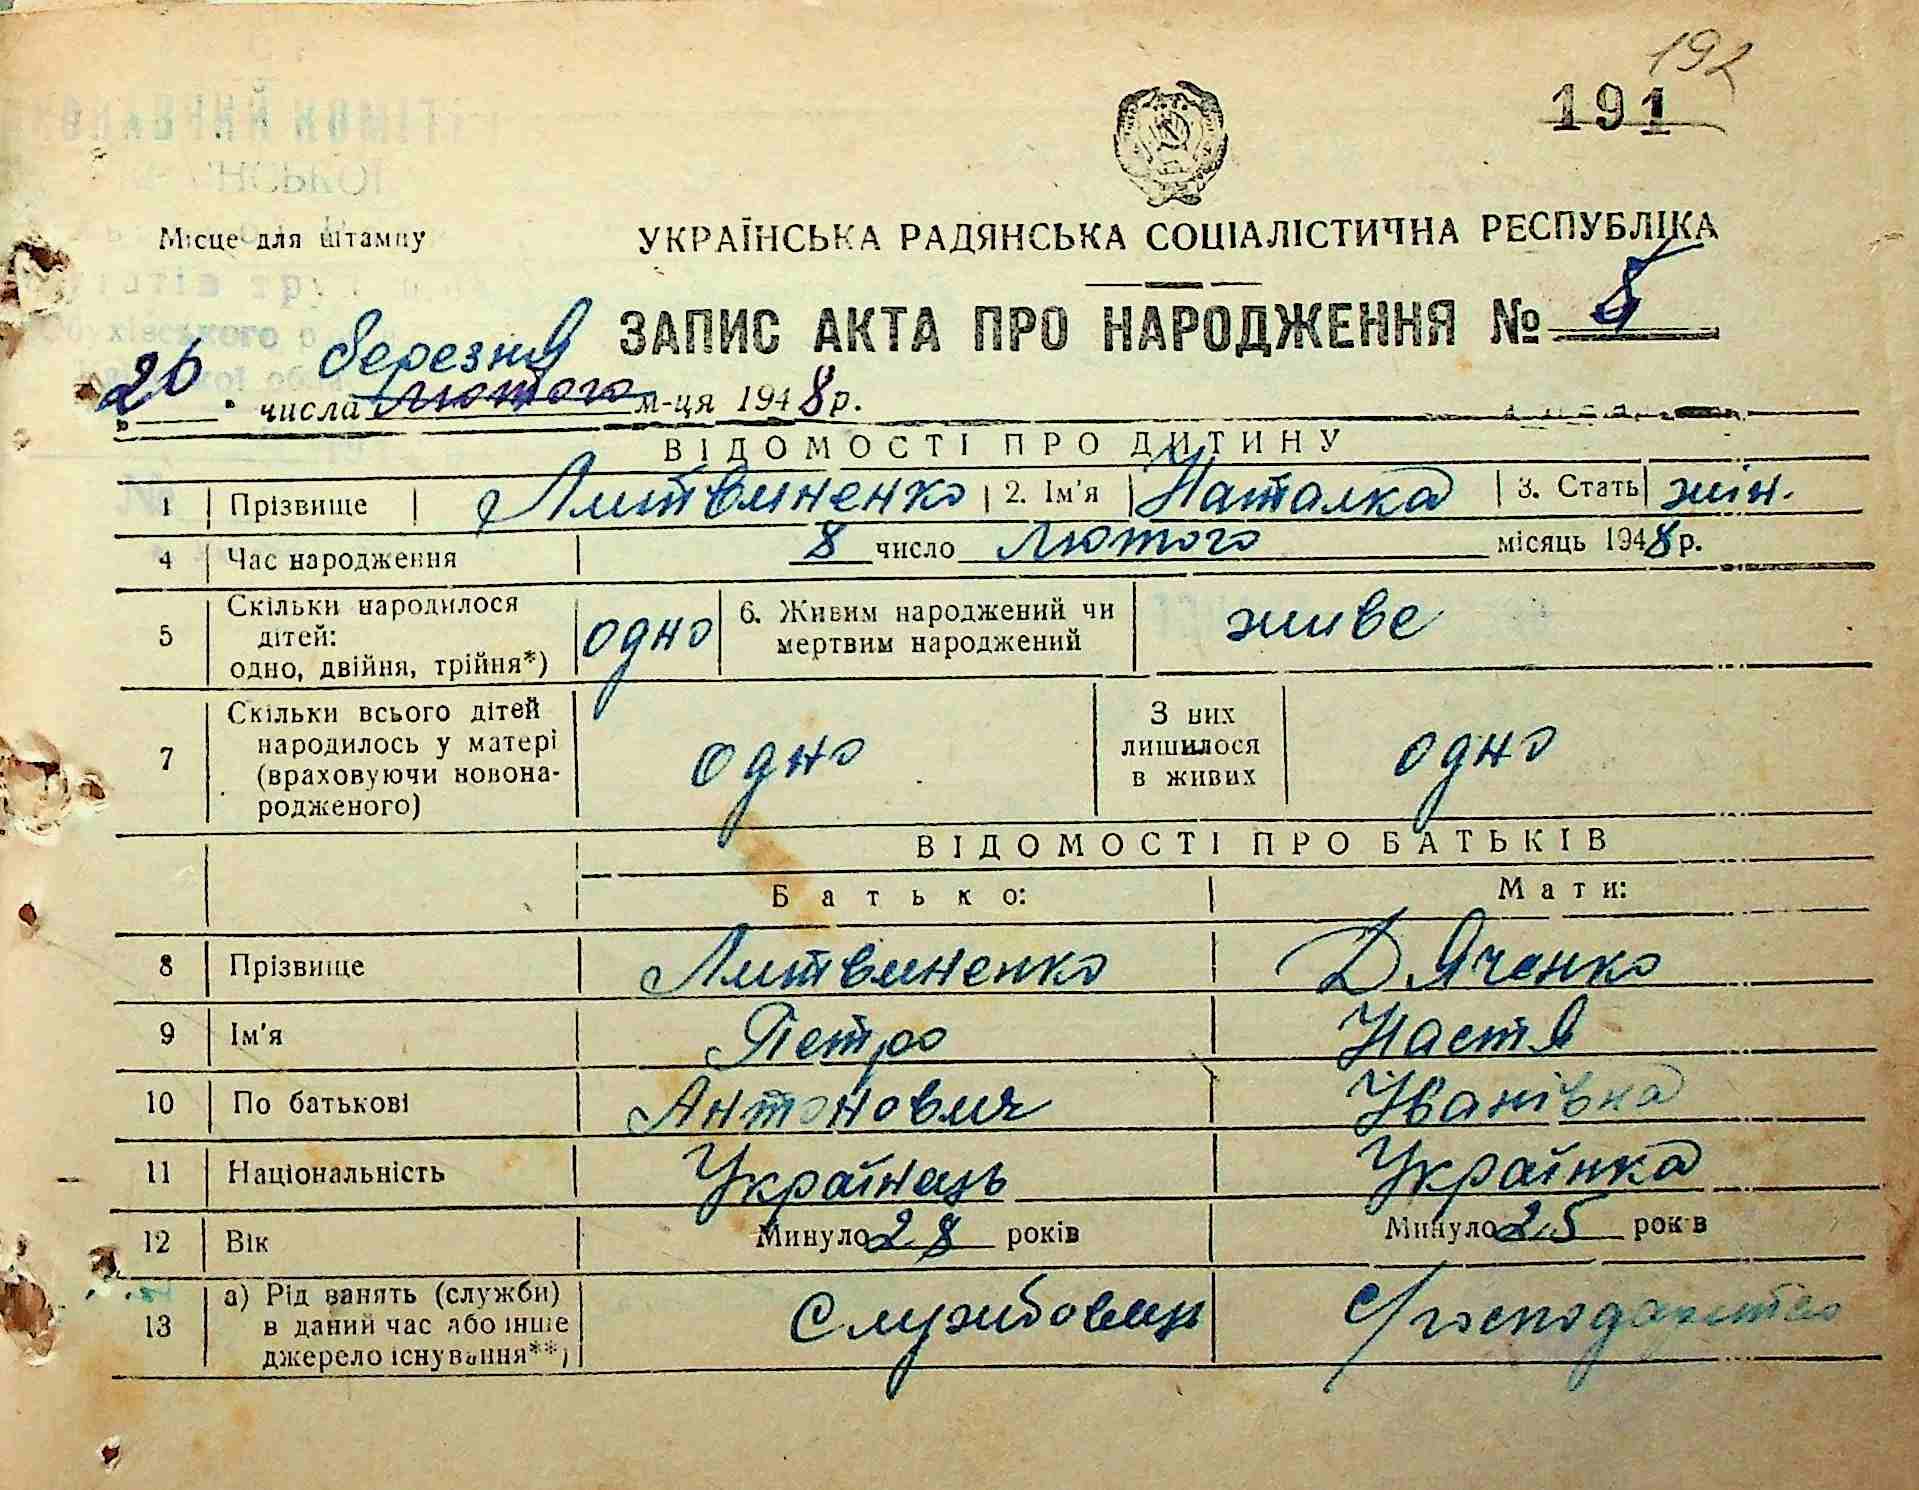 192
191
Місце для штампу
УКРАЇНСЬКА РАДЯНСЬКА СОЦІАЛІСТИЧНА РЕСПУБЛІКА
ЗАПИС АКТА ПРО НАРОДЖЕННЯ №
березня
„20" числа лютого м-ця 1948р.
ВІДОМОСТІ ПРО ДИТИНУ
1 Прізвище Литвиненко 2. Ім'я Наталка 3. Стать жін.
4 Час народження 8 число лютого місяць 1948р.
5 Скільки народилося дітей: одно, двійня, трійня*) одно 6. Живим народжений чи мертвим народжений живе
7 Скільки всього дітей народилось у матері (враховуючи новонародженого) одно З них лишилося в живих одно
ВІДОМОСТІ ПРО БАТЬКІВ
Батько: Мати:
8 Прізвище Литвиненко Дяченко
9 Ім'я Петро Настя
10 По батькові Антонович Іванівна
11 Національність Українець Українка
12 Вік Минуло 28 років Минуло 25 років
13 а) Рід занять (служби) в даний час або інше джерело існування**) Службовець